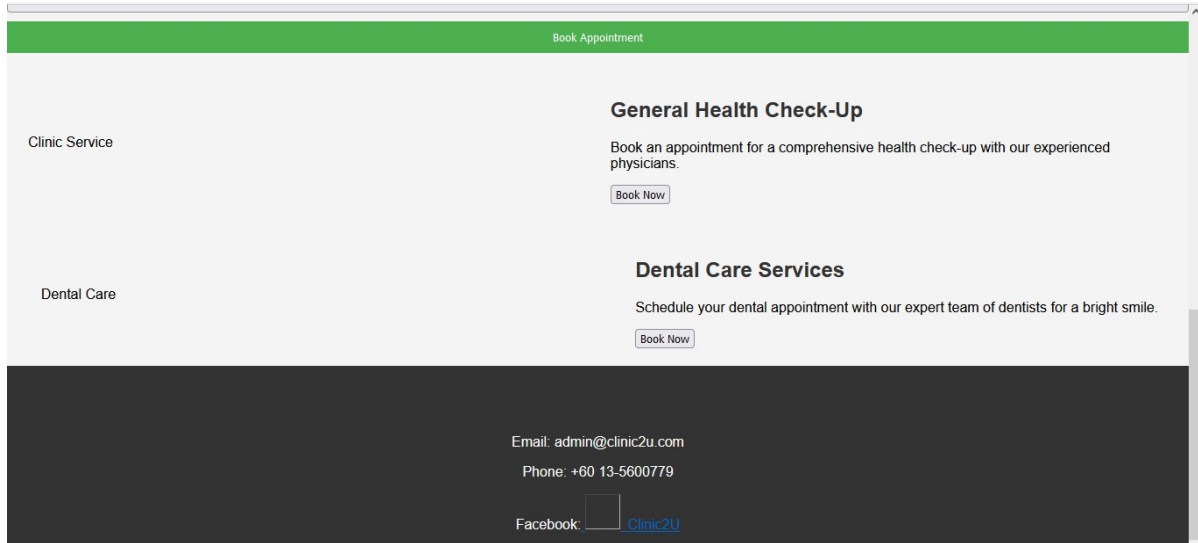 Book Appointment
Clinic Service
General Health Check-Up
Book an appointment for a comprehensive health check-up with our experienced
physicians.
Book Now
Dental Care
Dental Care Services
Schedule your dental appointment with our expert team of dentists for a bright smile.
Book Now
Email: admin@clinic2u.com
Phone: +60 13-5600779
Facebook: Clinic2U